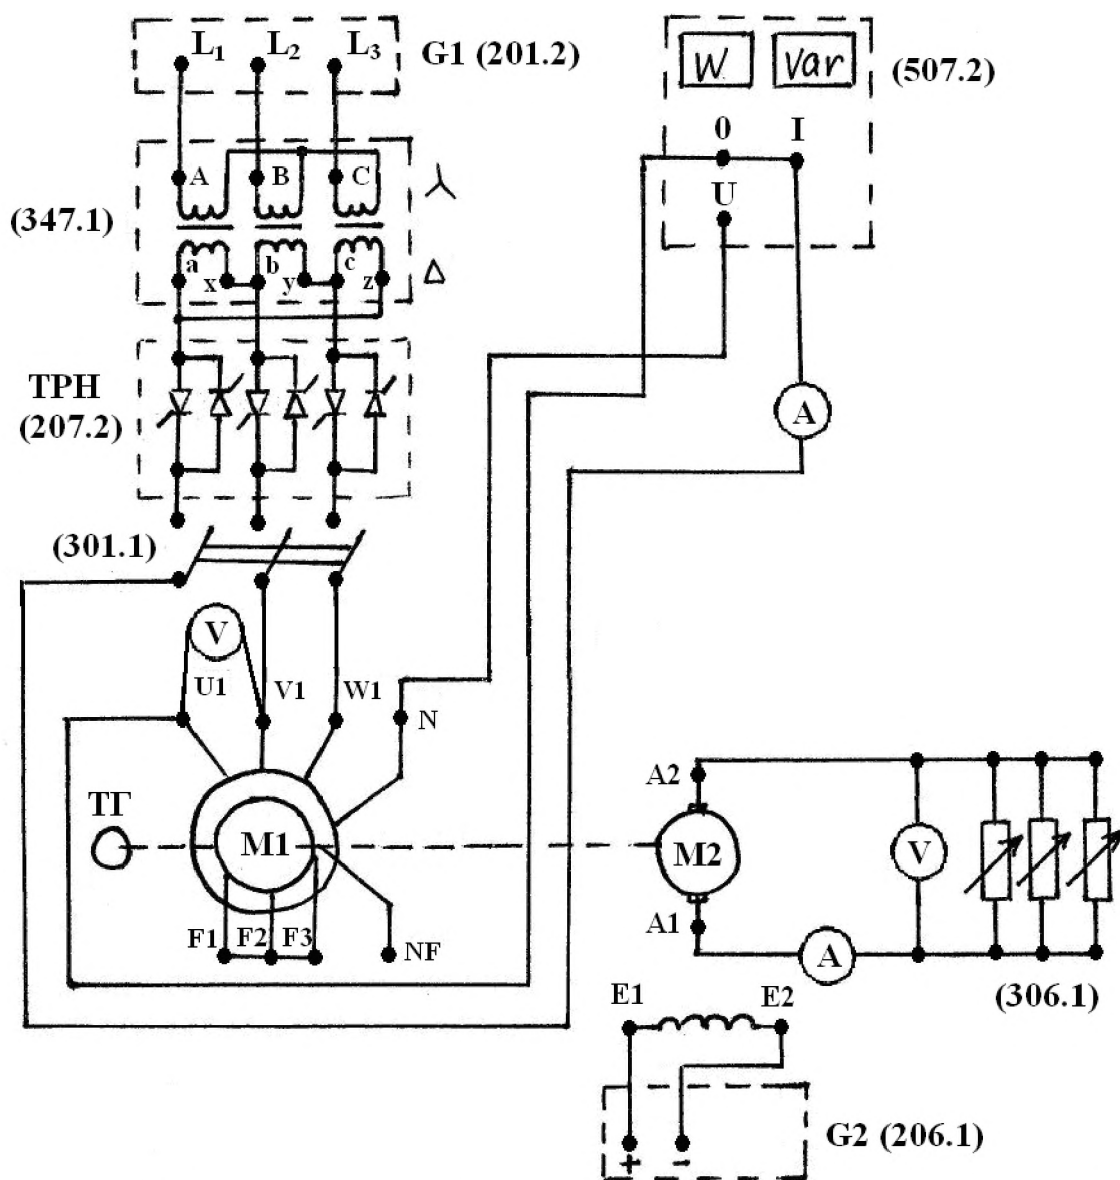 L1 L2 L3
G1 (201.2)
W Var
(507.2)
0 I
U
A B C
(347.1)
a x b y c z
Δ
ТРН
(207.2)
A
(301.1)
V
U1 V1 W1 N
ТГ
M1
F1 F2 F3 NF
A2
M2
V
A1
A
(306.1)
E1 E2
G2 (206.1)
+ -